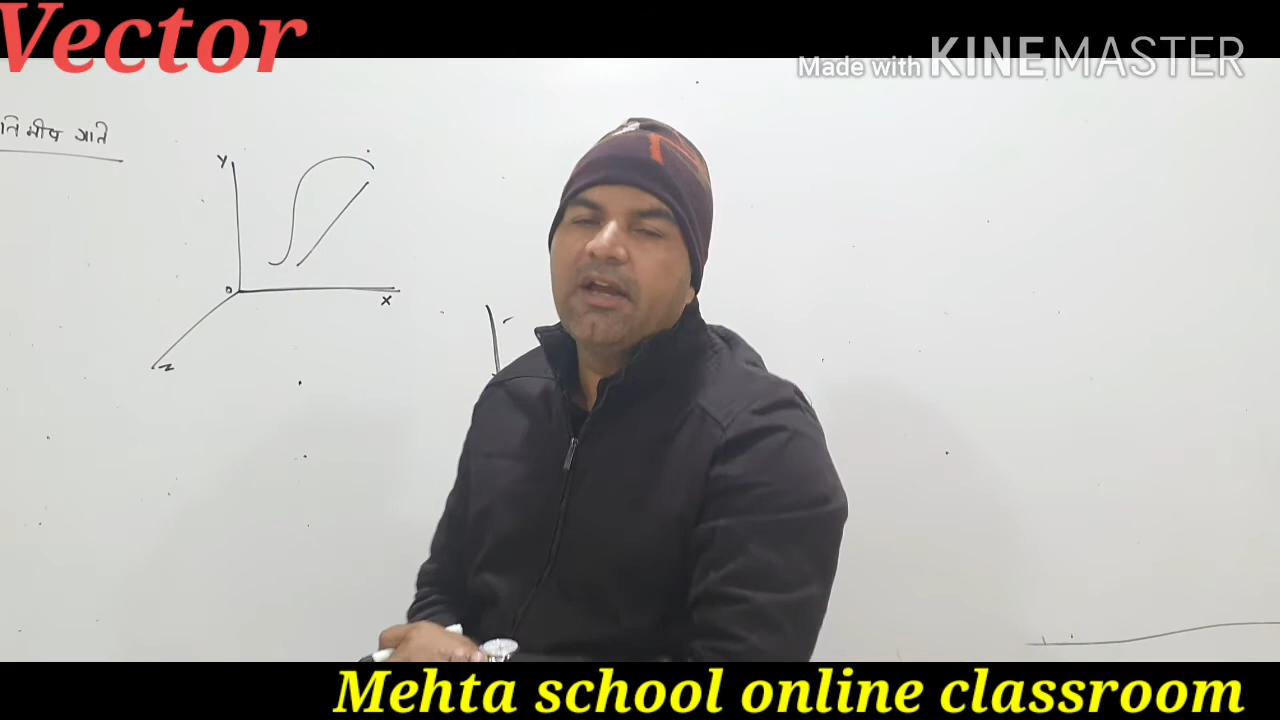 Vector
Made with KINEMASTER
गति
Y
O
X
Z
Mehta school online classroom